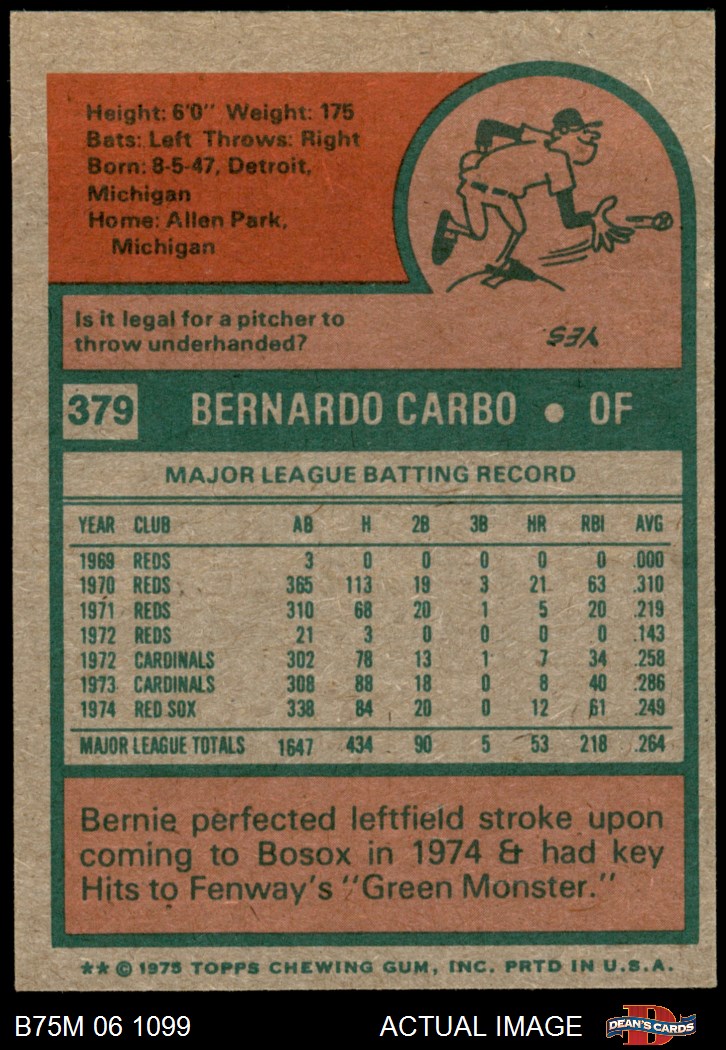 Height: 6'0" Weight: 175
Bats: Left Throws: Right
Born: 8-5-47, Detroit,
Michigan
Home: Allen Park,
Michigan
Is it legal for a pitcher to
throw underhanded?
YES
379 BERNARDO CARBO • OF
MAJOR LEAGUE BATTING RECORD
YEAR CLUB AB H 2B 3B HR RBI AVG
1969 REDS 3 0 0 0 0 0 .000
1970 REDS 365 113 19 3 21 63 .310
1971 REDS 310 68 20 1 5 20 .219
1972 REDS 21 3 0 0 0 0 .143
1972 CARDINALS 302 78 13 1 7 34 .258
1973 CARDINALS 308 88 18 0 8 40 .286
1974 RED SOX 338 84 20 0 12 61 .249
MAJOR LEAGUE TOTALS 1647 434 90 5 53 218 .264
Bernie perfected leftfield stroke upon
coming to Bosox in 1974 & had key
Hits to Fenway's "Green Monster."
** © 1975 TOPPS CHEWING GUM, INC. PRTD IN U.S.A.
B75M 06 1099 ACTUAL IMAGE DEAN'S CARDS